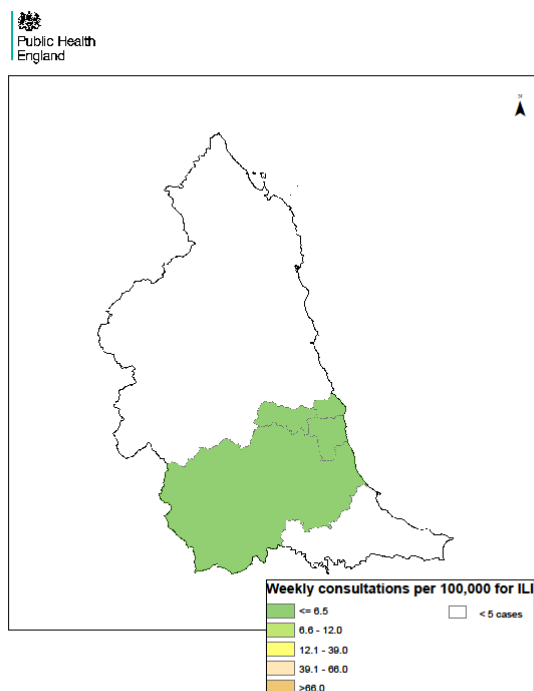 Public Health
England
N
Weekly consultations per 100,000 for ILI
<= 6.5
< 5 cases
6.6 - 12.0
12.1 - 39.0
39.1 - 66.0
>66.0